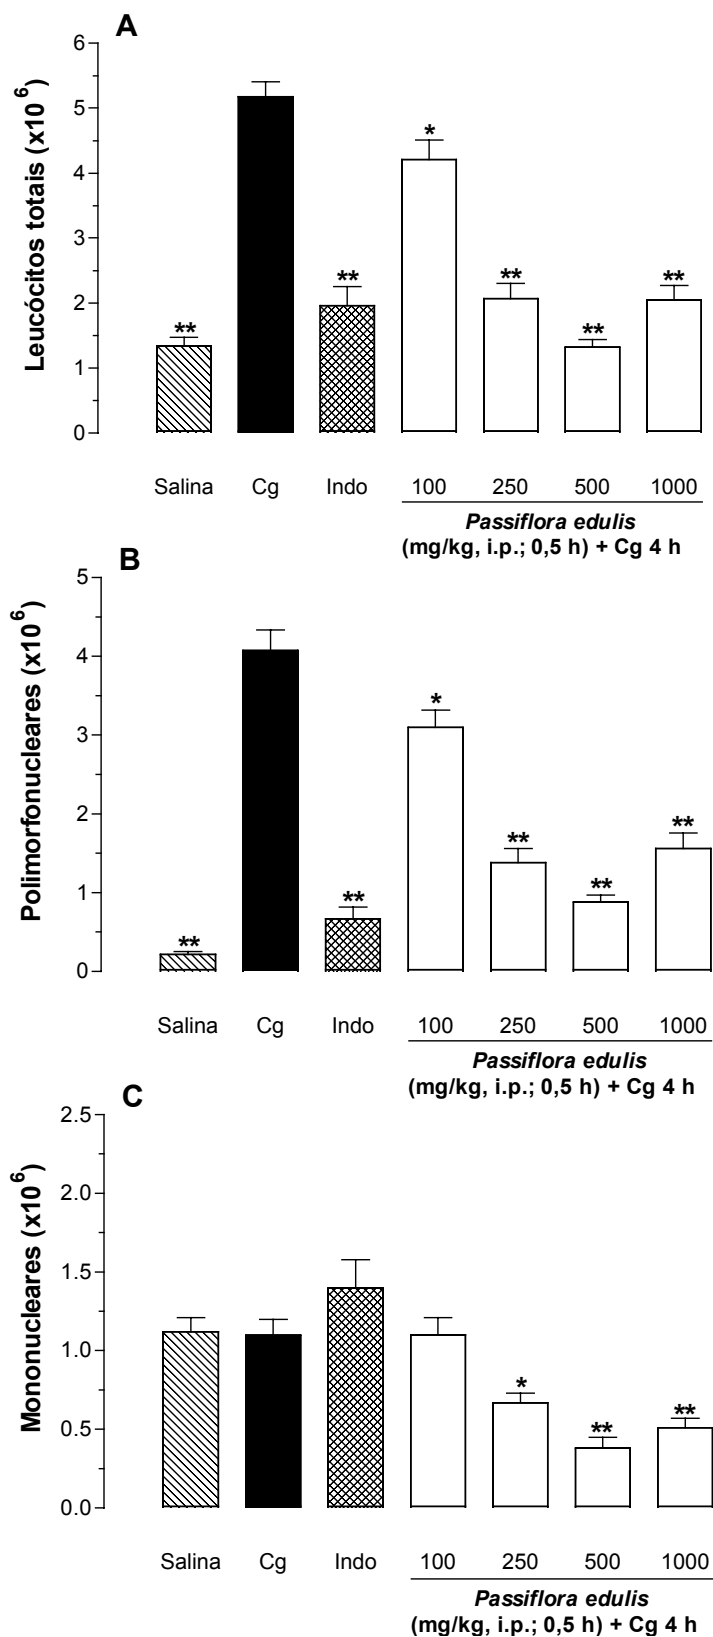 A
Leucócitos totais (x10⁶)
6
5
4
3
2
1
0
**
**
*
**
**
**
Salina Cg Indo 100 250 500 1000
Passiflora edulis
(mg/kg, i.p.; 0,5 h) + Cg 4 h
B
Polimorfonucleares (x10⁶)
5
4
3
2
1
0
**
**
*
**
**
**
Salina Cg Indo 100 250 500 1000
Passiflora edulis
(mg/kg, i.p.; 0,5 h) + Cg 4 h
C
Mononucleares (x10⁶)
2.5
2.0
1.5
1.0
0.5
0.0
*
**
**
Salina Cg Indo 100 250 500 1000
Passiflora edulis
(mg/kg, i.p.; 0,5 h) + Cg 4 h